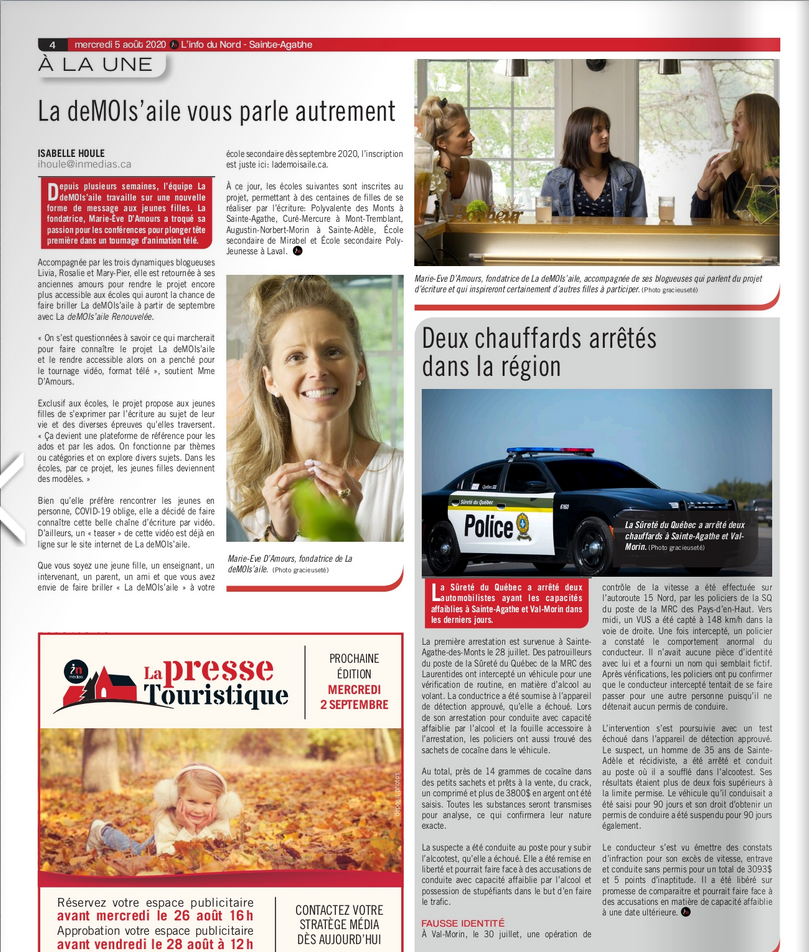 4 mercredi 5 août 2020 L'info du Nord - Sainte-Agathe
À LA UNE
La deMOIs'aile vous parle autrement
ISABELLE HOULE
ihoule@inmedias.ca
Depuis plusieurs semaines, l'équipe La
deMOIs'aile travaille sur une nouvelle
forme de message aux jeunes filles. La
fondatrice, Marie-Eve D'Amours a troqué sa
passion pour les conférences pour plonger tête
première dans un tournage d'animation télé.
Accompagnée par les trois dynamiques blogueuses
Livia, Rosalie et Mary-Pier, elle est retournée à ses
anciennes amours pour rendre le projet encore
plus accessible aux écoles qui auront la chance de
faire briller La deMOIs'aile à partir de septembre
avec La deMOIs'aile Renouvelée.
« On s'est questionnées à savoir ce qui marcherait
pour faire connaître le projet La deMOIs'aile
et le rendre accessible alors on a penché pour
le tournage vidéo, format télé », soutient Mme
D'Amours.
Exclusif aux écoles, le projet propose aux jeunes
filles de s'exprimer par l'écriture au sujet de leur
vie et des diverses épreuves qu'elles traversent.
« Ça devient une plateforme de référence pour les
ados et par les ados. On fonctionne par thèmes
ou catégories et on explore divers sujets. Dans les
écoles, par ce projet, les jeunes filles deviennent
des modèles. »
Bien qu'elle préfère rencontrer les jeunes en
personne, COVID-19 oblige, elle a décidé de faire
connaître cette belle chaîne d'écriture par vidéo.
D'ailleurs, un « teaser » de cette vidéo est déjà en
ligne sur le site internet de La deMOIs'aile.
Que vous soyez une jeune fille, un enseignant, un
intervenant, un parent, un ami et que vous avez
envie de faire briller « La deMOIs'aile » à votre
école secondaire dès septembre 2020, l'inscription
est juste ici: lademoisaile.ca.
À ce jour, les écoles suivantes sont inscrites au
projet, permettant à des centaines de filles de se
réaliser par l'écriture: Polyvalente des Monts à
Sainte-Agathe, Curé-Mercure à Mont-Tremblant,
Augustin-Norbert-Morin à Sainte-Adèle, École
secondaire de Mirabel et École secondaire Poly-
Jeunesse à Laval.
Marie-Eve D'Amours, fondatrice de La
deMOIs'aile. (Photo gracieuseté)
Marie-Eve D'Amours, fondatrice de La deMOIs'aile, accompagnée de ses blogueuses qui parlent du projet
d'écriture et qui inspireront certainement d'autres filles à participer. (Photo gracieuseté)
Deux chauffards arrêtés
dans la région
Sûreté du Québec
Police
La Sûreté du Québec a arrêté deux
chauffards à Sainte-Agathe et Val-
Morin. (Photo gracieuseté)
La Sûreté du Québec a arrêté deux
automobilistes ayant les capacités
affaiblies à Sainte-Agathe et Val-Morin dans
les derniers jours.
La première arrestation est survenue à Sainte-
Agathe-des-Monts le 28 juillet. Des patrouilleurs
du poste de la Sûreté du Québec de la MRC des
Laurentides ont intercepté un véhicule pour une
vérification de routine, en matière d'alcool au
volant. La conductrice a été soumise à l'appareil
de détection approuvé, qu'elle a échoué. Lors
de son arrestation pour conduite avec capacité
affaiblie par l'alcool et la fouille accessoire à
l'arrestation, les policiers ont aussi trouvé des
sachets de cocaïne dans le véhicule.
Au total, près de 14 grammes de cocaïne dans
des petits sachets et prêts à la vente, du crack,
un comprimé et plus de 3800$ en argent ont été
saisis. Toutes les substances seront transmises
pour analyse, ce qui confirmera leur nature
exacte.
La suspecte a été conduite au poste pour y subir
l'alcootest, qu'elle a échoué. Elle a été remise en
liberté et pourrait faire face à des accusations de
conduite avec capacité affaiblie par l'alcool et
possession de stupéfiants dans le but d'en faire
le trafic.
FAUSSE IDENTITÉ
À Val-Morin, le 30 juillet, une opération de
contrôle de la vitesse a été effectuée sur
l'autoroute 15 Nord, par les policiers de la SQ
du poste de la MRC des Pays-d'en-Haut. Vers
midi, un VUS a été capté à 148 km/h dans la
voie de droite. Une fois intercepté, un policier
a constaté le comportement anormal du
conducteur. Il n'avait aucune pièce d'identité
avec lui et a fourni un nom qui semblait fictif.
Après vérifications, les policiers ont pu confirmer
que le conducteur intercepté tentait de se faire
passer pour une autre personne puisqu'il ne
détenait aucun permis de conduire.
L'intervention s'est poursuivie avec un test
échoué dans l'appareil de détection approuvé.
Le suspect, un homme de 35 ans de Sainte-
Adèle et récidiviste, a été arrêté et conduit
au poste où il a soufflé dans l'alcootest. Ses
résultats étaient plus de deux fois supérieurs à
la limite permise. Le véhicule qu'il conduisait a
été saisi pour 90 jours et son droit d'obtenir un
permis de conduire a été suspendu pour 90 jours
également.
Le conducteur s'est vu émettre des constats
d'infraction pour son excès de vitesse, entrave
et conduite sans permis pour un total de 3093$
et 5 points d'inaptitude. Il a été libéré sur
promesse de comparaitre et pourrait faire face à
des accusations en matière de capacité affaiblie
à une date ultérieure.
in
medias
La presse
Touristique
PROCHAINE
ÉDITION
MERCREDI
2 SEPTEMBRE
Réservez votre espace publicitaire
avant mercredi le 26 août 16 h
Approbation votre espace publicitaire
avant vendredi le 28 août à 12 h
CONTACTEZ VOTRE
STRATÈGE MÉDIA
DÈS AUJOURD'HUI